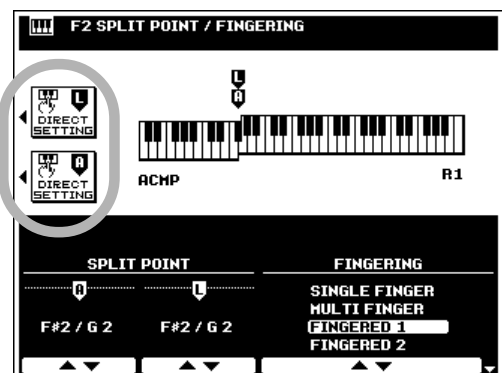 F2 SPLIT POINT / FINGERING
L
A
L
DIRECT
SETTING
A
DIRECT
SETTING
ACMP
R1
SPLIT POINT
FINGERING
A
L
F#2 / G 2
F#2 / G 2
SINGLE FINGER
MULTI FINGER
FINGERED 1
FINGERED 2